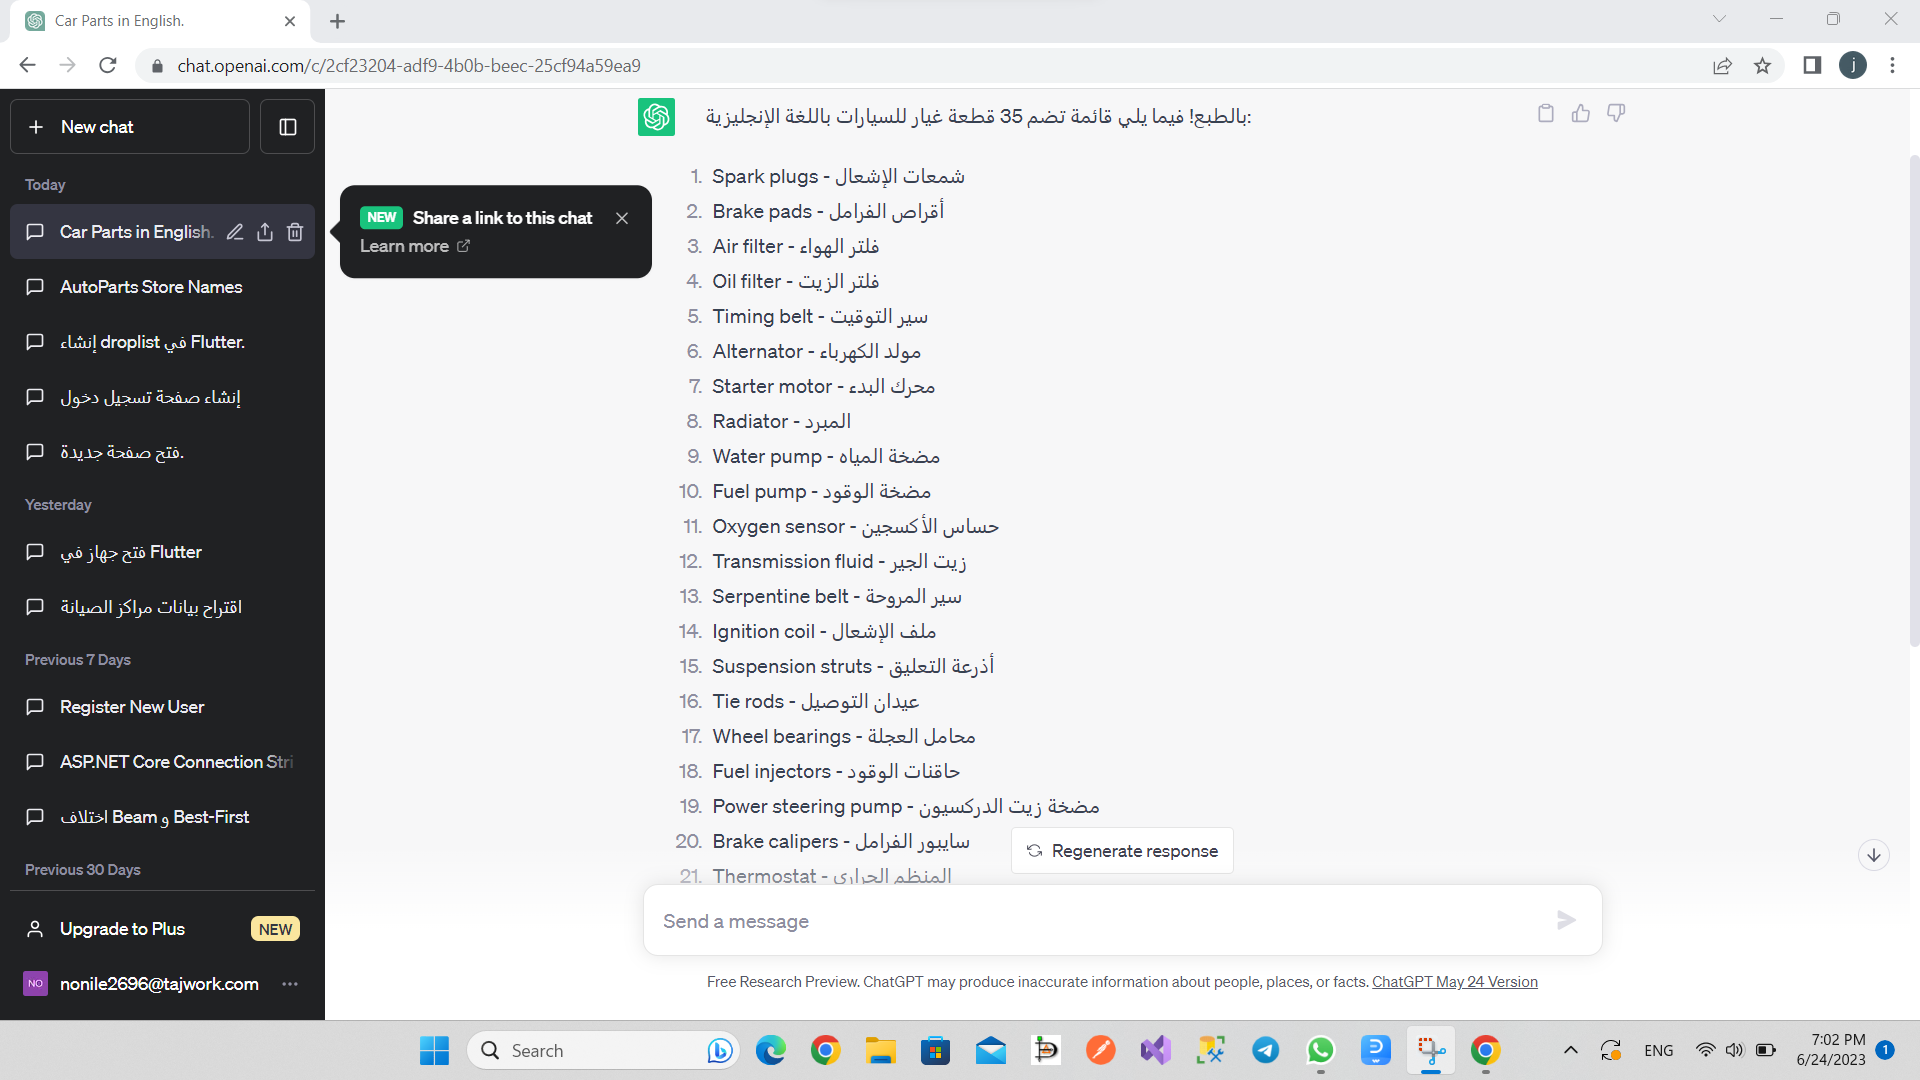 Car Parts in English.
chat.openai.com/c/2cf23204-adf9-4b0b-beec-25cf94a59ea9
j
New chat
Today
Car Parts in English.
AutoParts Store Names
إنشاء droplist في Flutter.
إنشاء صفحة تسجيل دخول
فتح صفحة جديدة.
Yesterday
فتح جهاز في Flutter
اقتراح بيانات مراكز الصيانة
Previous 7 Days
Register New User
ASP.NET Core Connection Stri
اختلاف Beam و Best-First
Previous 30 Days
Upgrade to Plus NEW
NO nonile2696@tajwork.com
NEW Share a link to this chat
Learn more
بالطبع! فيما يلي قائمة تضم 35 قطعة غيار للسيارات باللغة الإنجليزية:
1. Spark plugs - شمعات الإشعال
2. Brake pads - أقراص الفرامل
3. Air filter - فلتر الهواء
4. Oil filter - فلتر الزيت
5. Timing belt - سير التوقيت
6. Alternator - مولد الكهرباء
7. Starter motor - محرك البدء
8. Radiator - المبرد
9. Water pump - مضخة المياه
10. Fuel pump - مضخة الوقود
11. Oxygen sensor - حساس الأكسجين
12. Transmission fluid - زيت الجير
13. Serpentine belt - سير المروحة
14. Ignition coil - ملف الإشعال
15. Suspension struts - أذرعة التعليق
16. Tie rods - عيدان التوصيل
17. Wheel bearings - محامل العجلة
18. Fuel injectors - حاقنات الوقود
19. Power steering pump - مضخة زيت الدركسيون
20. Brake calipers - سايبور الفرامل
21. Thermostat - المنظم الحراري
Regenerate response
Send a message
Free Research Preview. ChatGPT may produce inaccurate information about people, places, or facts. ChatGPT May 24 Version
Search
ENG
7:02 PM
6/24/2023
1